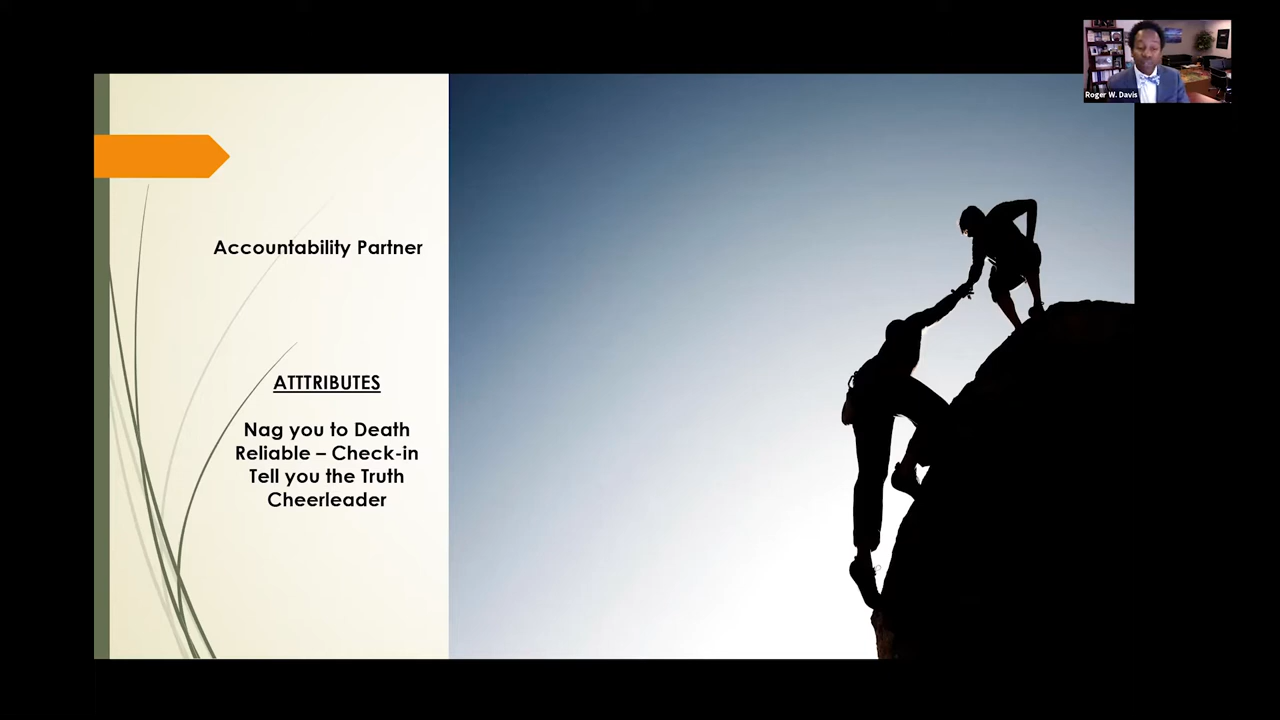 Roger W. Davis
Accountability Partner
ATTTRIBUTES
Nag you to Death
Reliable – Check-in
Tell you the Truth
Cheerleader